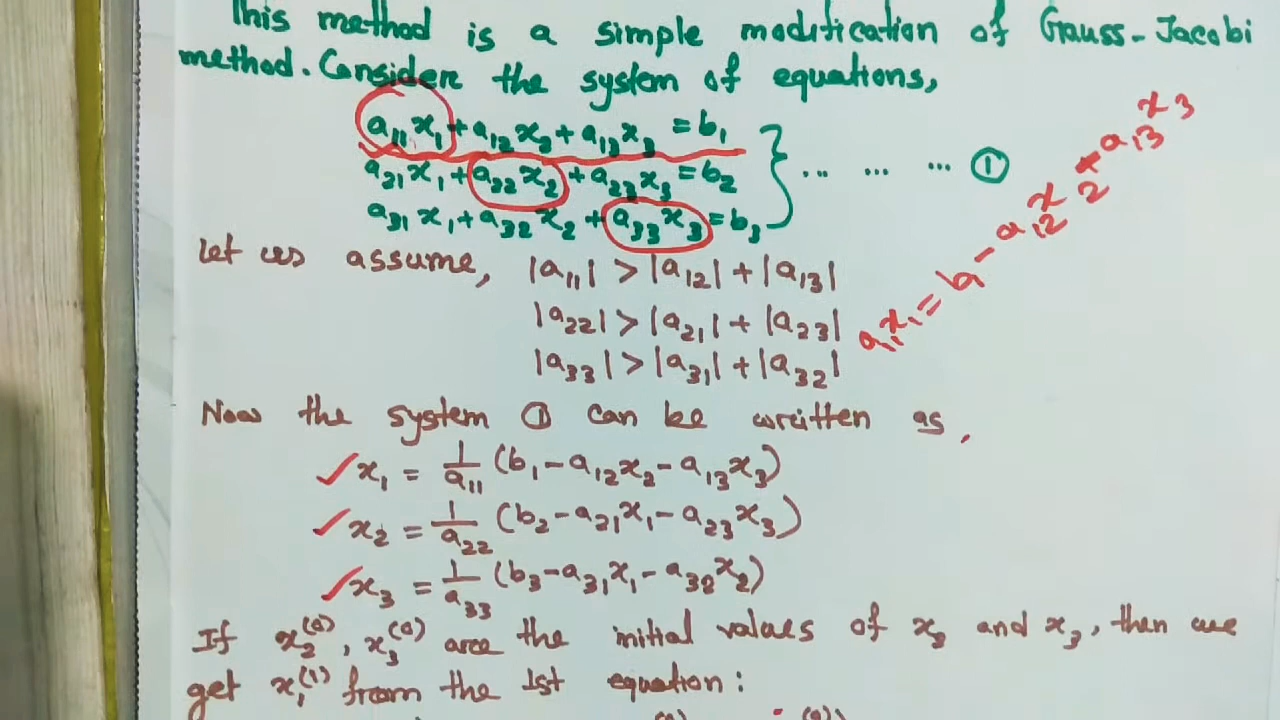 This method is a simple modification of Gauss-Jacobi
method. Consider the system of equations,
a₁₁x₁ + a₁₂x₂ + a₁₃x₃ = b₁
a₂₁x₁ + a₂₂x₂ + a₂₃x₃ = b₂
a₃₁x₁ + a₃₂x₂ + a₃₃x₃ = b₃
... ... ... ①
a₁₁x₁ = b₁ - a₁₂x₂ - a₁₃x₃
Let us assume, |a₁₁| > |a₁₂| + |a₁₃|
|a₂₂| > |a₂₁| + |a₂₃|
|a₃₃| > |a₃₁| + |a₃₂|
Now the system ① can be written as,
✓ x₁ = 1/a₁₁ (b₁ - a₁₂x₂ - a₁₃x₃)
✓ x₂ = 1/a₂₂ (b₂ - a₂₁x₁ - a₂₃x₃)
✓ x₃ = 1/a₃₃ (b₃ - a₃₁x₁ - a₃₂x₂)
If x₂⁽⁰⁾, x₃⁽⁰⁾ are the initial values of x₂ and x₃, then we
get x₁⁽¹⁾ from the 1st equation: